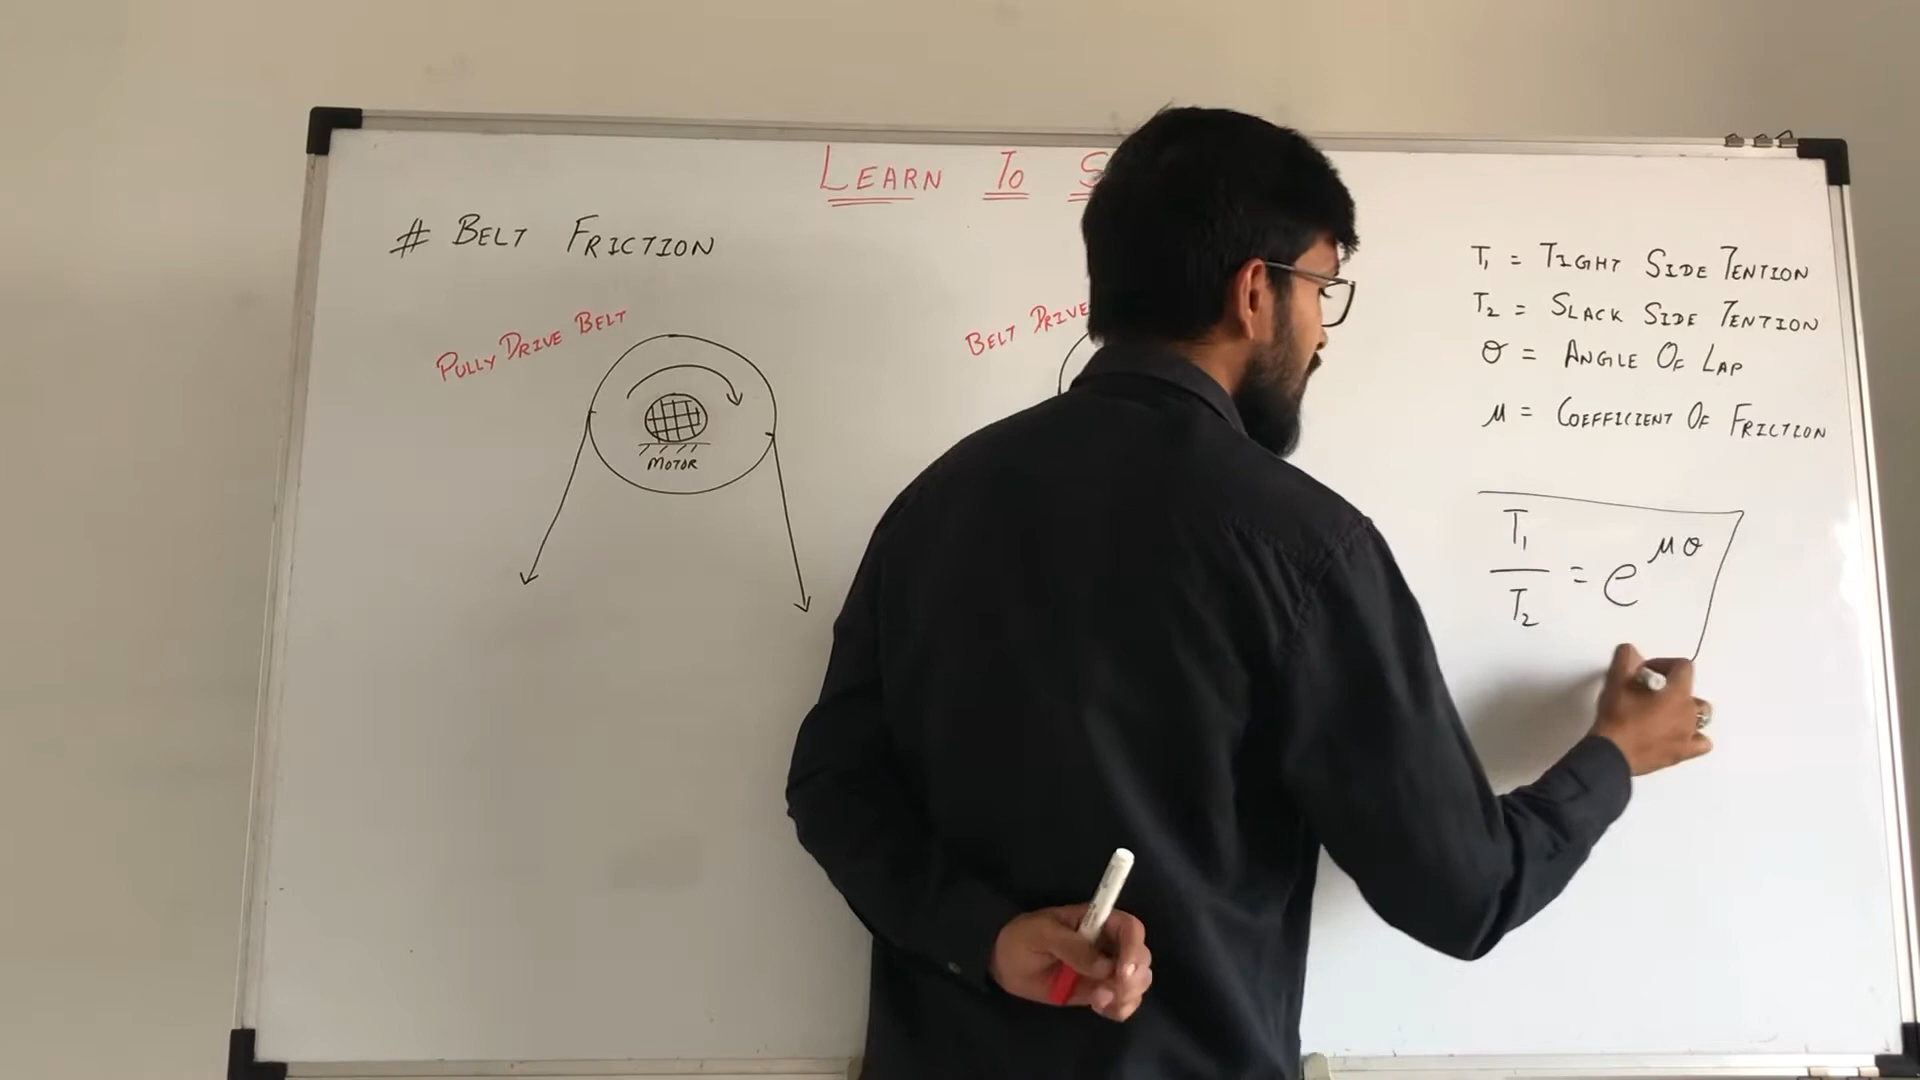 LEARN TO
# BELT FRICTION
PULLY DRIVE BELT
MOTOR
BELT DRIVE
T₁ = TIGHT SIDE TENTION
T₂ = SLACK SIDE TENTION
θ = ANGLE OF LAP
μ = COEFFICIENT OF FRICTION
T₁/T₂ = e^μθ